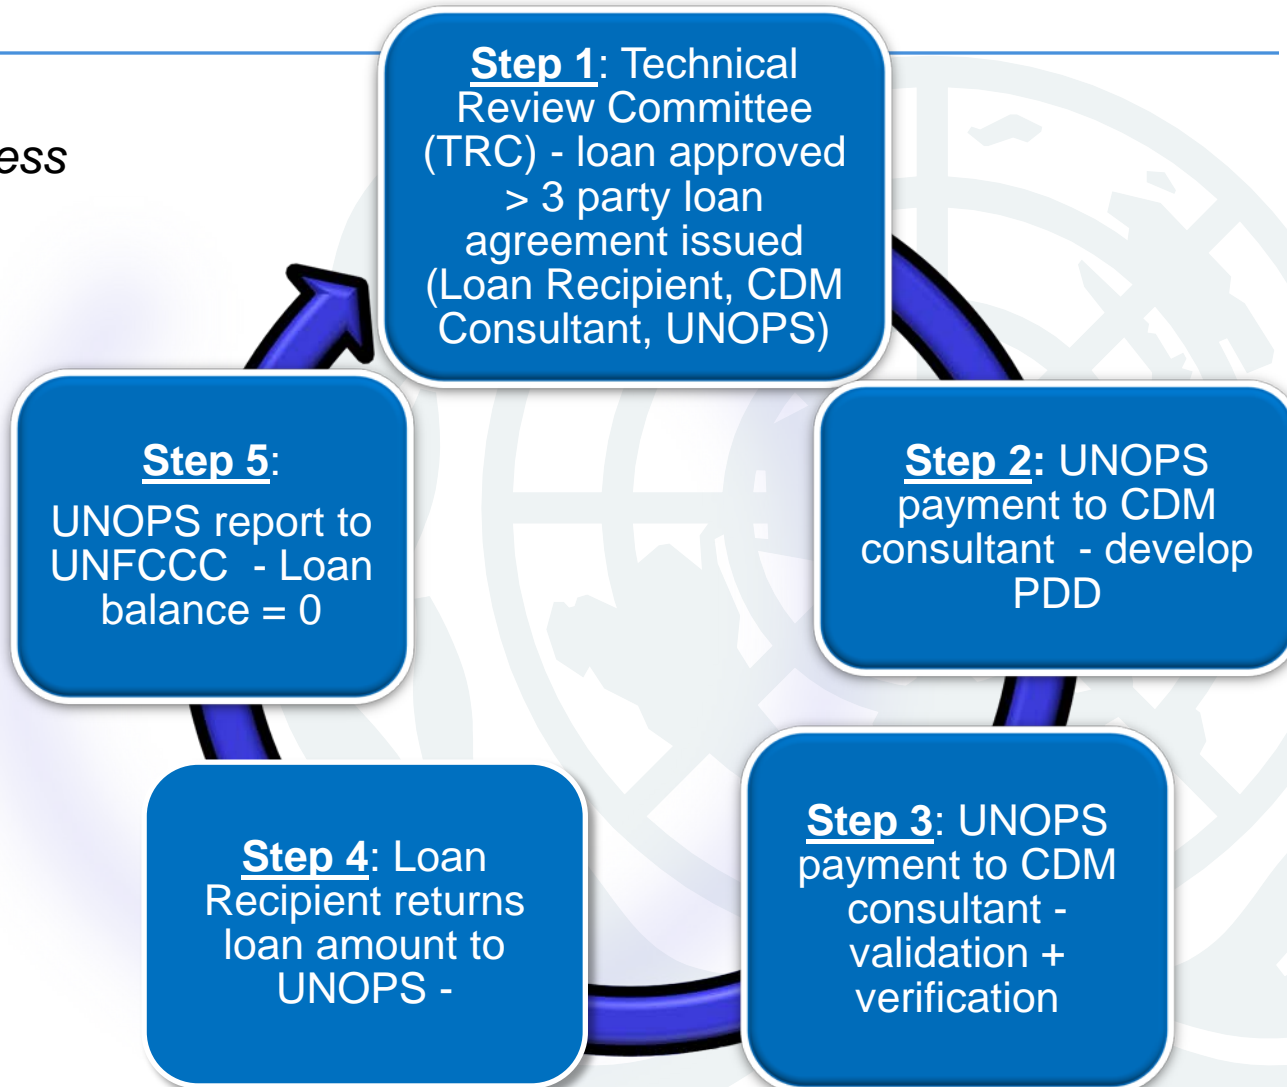 ess
Step 1: Technical
Review Committee
(TRC) - loan approved
> 3 party loan
agreement issued
(Loan Recipient, CDM
Consultant, UNOPS)
Step 2: UNOPS
payment to CDM
consultant - develop
PDD
Step 3: UNOPS
payment to CDM
consultant -
validation +
verification
Step 4: Loan
Recipient returns
loan amount to
UNOPS -
Step 5:
UNOPS report to
UNFCCC - Loan
balance = 0